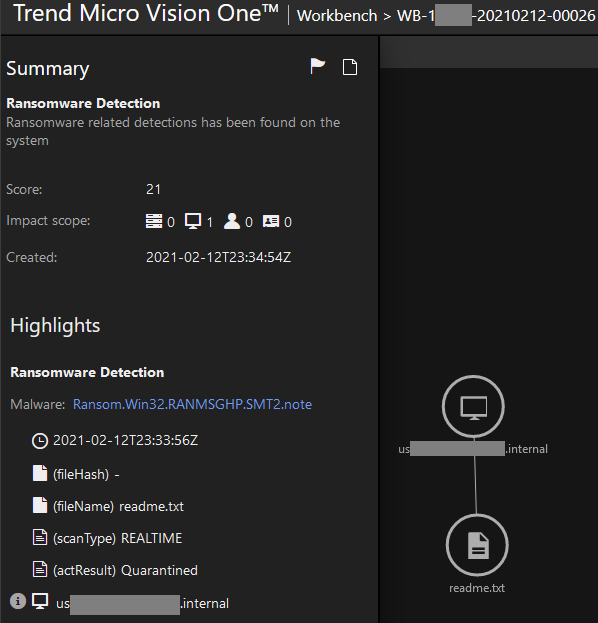 Trend Micro Vision One™ | Workbench > WB-1 -20210212-00026
Summary
Ransomware Detection
Ransomware related detections has been found on the
system
Score: 21
Impact scope: 0 1 0 0
Created: 2021-02-12T23:34:54Z
Highlights
Ransomware Detection
Malware: Ransom.Win32.RANMSGHP.SMT2.note
2021-02-12T23:33:56Z
(fileHash) -
(fileName) readme.txt
(scanType) REALTIME
(actResult) Quarantined
us .internal
us .internal
readme.txt